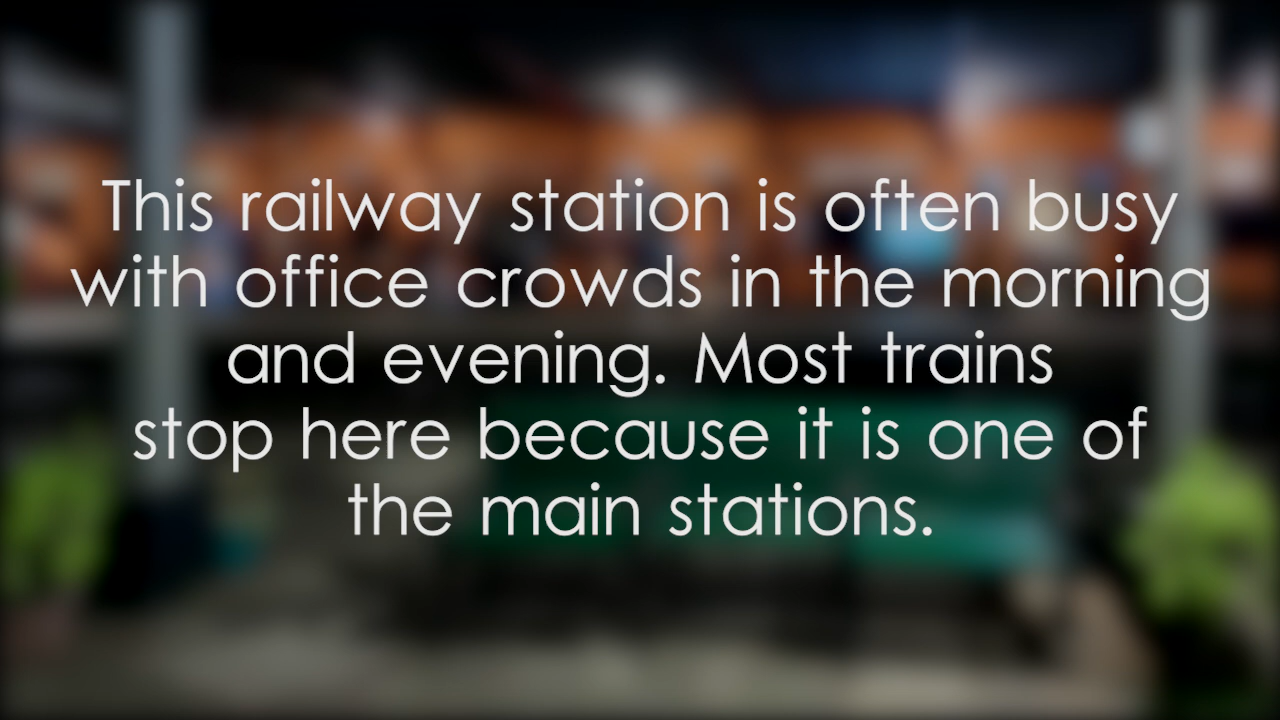 This railway station is often busy
with office crowds in the morning
and evening. Most trains
stop here because it is one of
the main stations.